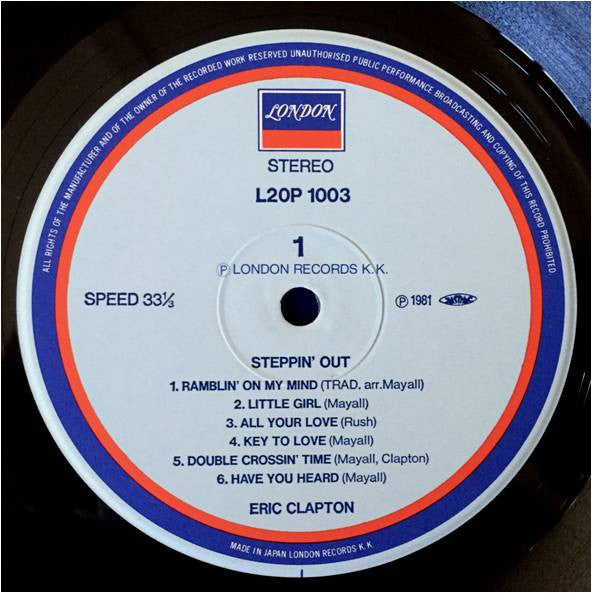 ALL RIGHTS OF THE MANUFACTURER AND OF THE OWNER OF THE RECORDED WORK RESERVED UNAUTHORISED PUBLIC PERFORMANCE BROADCASTING AND COPYING OF THIS RECORD PROHIBITED
LONDON
STEREO
L20P 1003
1
Ⓟ LONDON RECORDS K.K.
SPEED 33⅓
Ⓟ 1981 JASRAC
STEPPIN' OUT
1. RAMBLIN' ON MY MIND (TRAD. arr.Mayall)
2. LITTLE GIRL (Mayall)
3. ALL YOUR LOVE (Rush)
4. KEY TO LOVE (Mayall)
5. DOUBLE CROSSIN' TIME (Mayall, Clapton)
6. HAVE YOU HEARD (Mayall)
ERIC CLAPTON
MADE IN JAPAN LONDON RECORDS K.K.